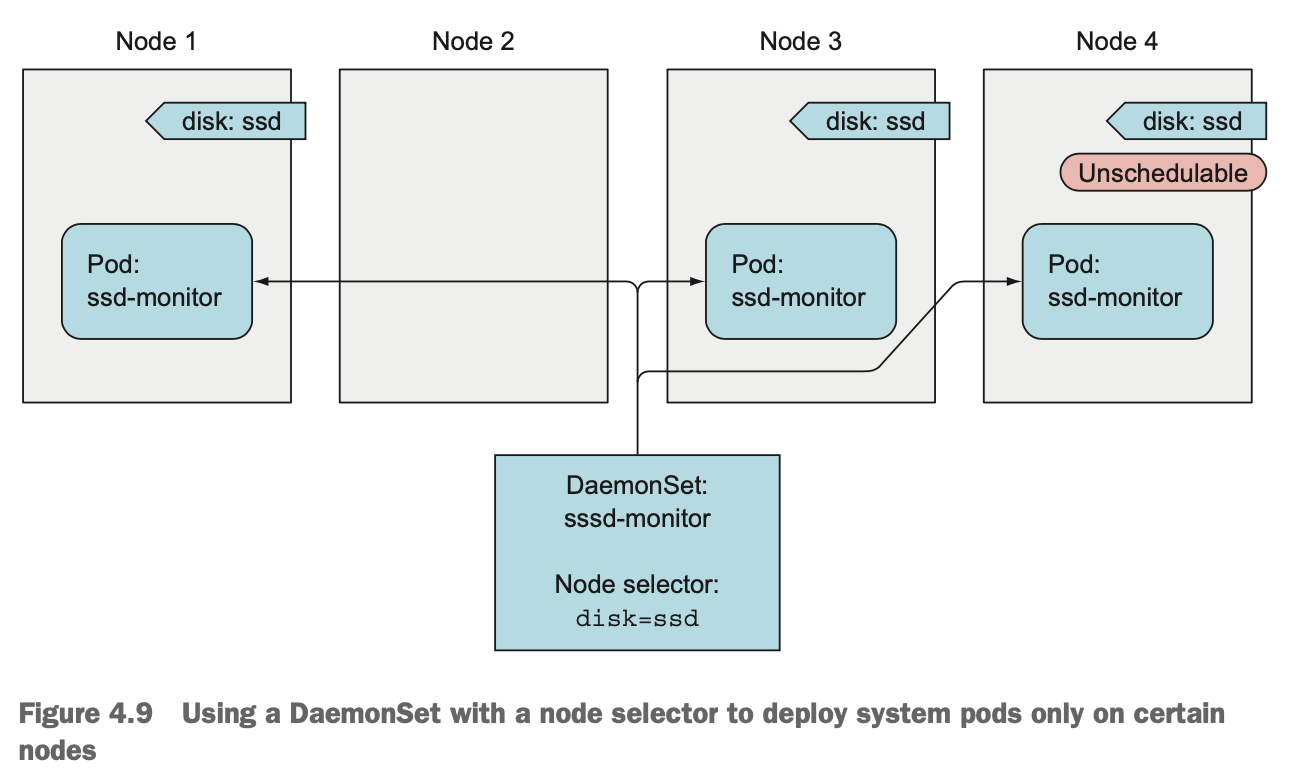 Node 1
Node 2
Node 3
Node 4
disk: ssd
disk: ssd
disk: ssd
Unschedulable
Pod:
ssd-monitor
Pod:
ssd-monitor
Pod:
ssd-monitor
DaemonSet:
sssd-monitor
Node selector:
disk=ssd
Figure 4.9 Using a DaemonSet with a node selector to deploy system pods only on certain
nodes